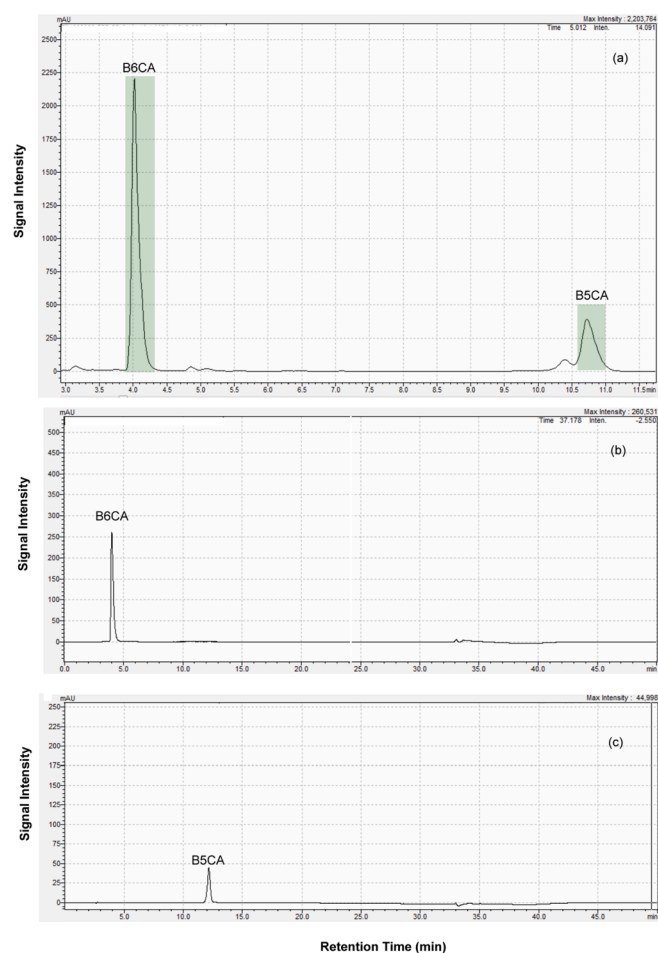 mAU
Max Intensity : 2,203,764
Time 5.012 Inten. 14.091
(a)
B6CA
B5CA
2500
2250
2000
1750
1500
1250
1000
750
500
250
0
Signal Intensity
3.0 3.5 4.0 4.5 5.0 5.5 6.0 6.5 7.0 7.5 8.0 8.5 9.0 9.5 10.0 10.5 11.0 11.5 min
mAU
Max Intensity : 260,531
Time 37.178 Inten. -2.550
(b)
B6CA
500
450
400
350
300
250
200
150
100
50
0
Signal Intensity
0.0 5.0 10.0 15.0 20.0 25.0 30.0 35.0 40.0 45.0 min
mAU
Max Intensity : 44,998
(c)
B5CA
250
225
200
175
150
125
100
75
50
25
0
Signal Intensity
5.0 10.0 15.0 20.0 25.0 30.0 35.0 40.0 45.0 min
Retention Time (min)